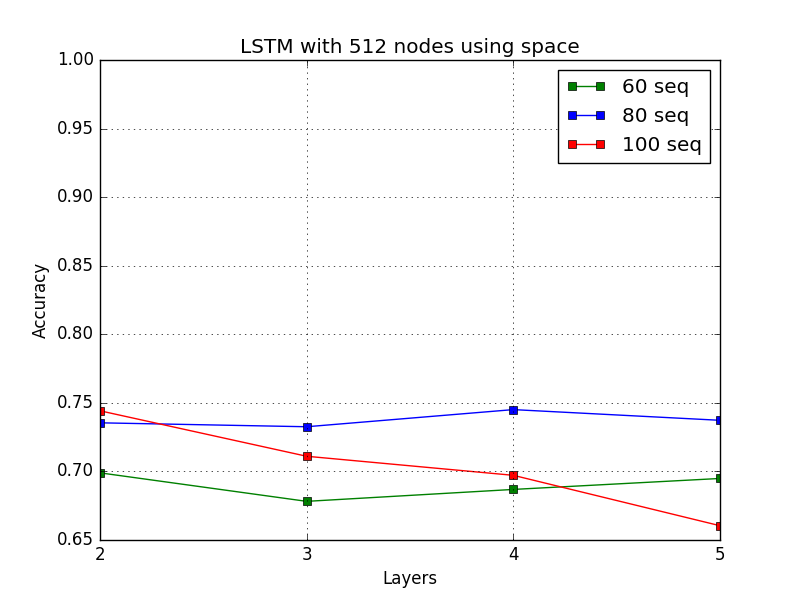 LSTM with 512 nodes using space
1.00
0.95
0.90
0.85
0.80
0.75
0.70
0.65
Accuracy
60 seq
80 seq
100 seq
2 3 4 5
Layers